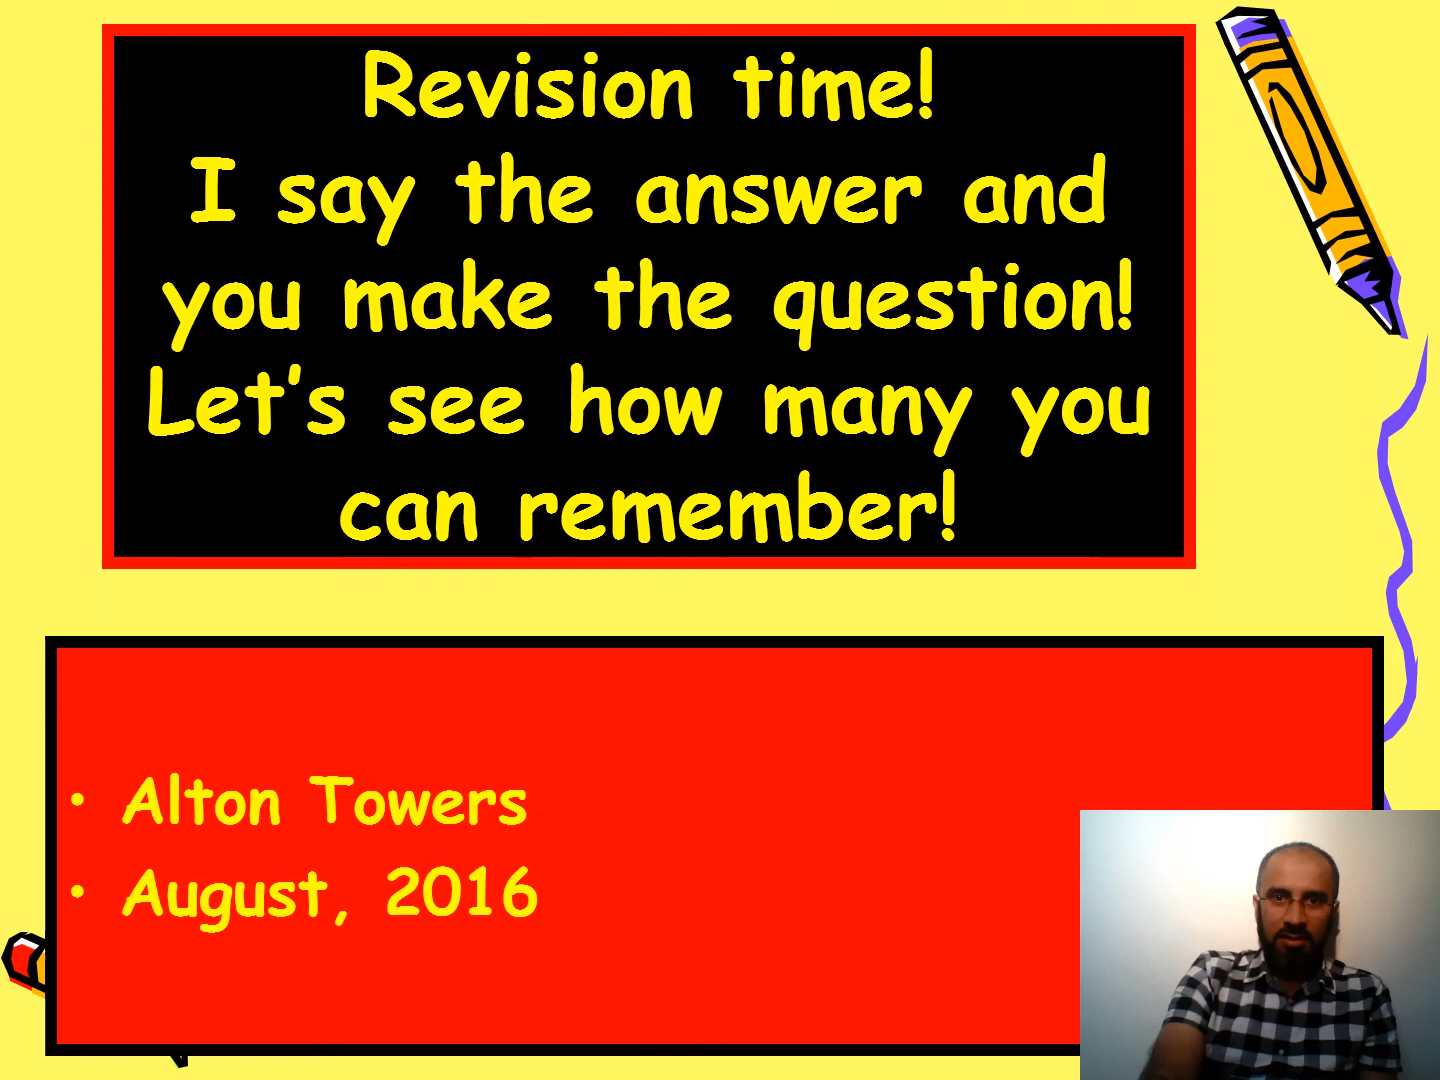 Revision time!
I say the answer and
you make the question!
Let’s see how many you
can remember!
• Alton Towers
• August, 2016